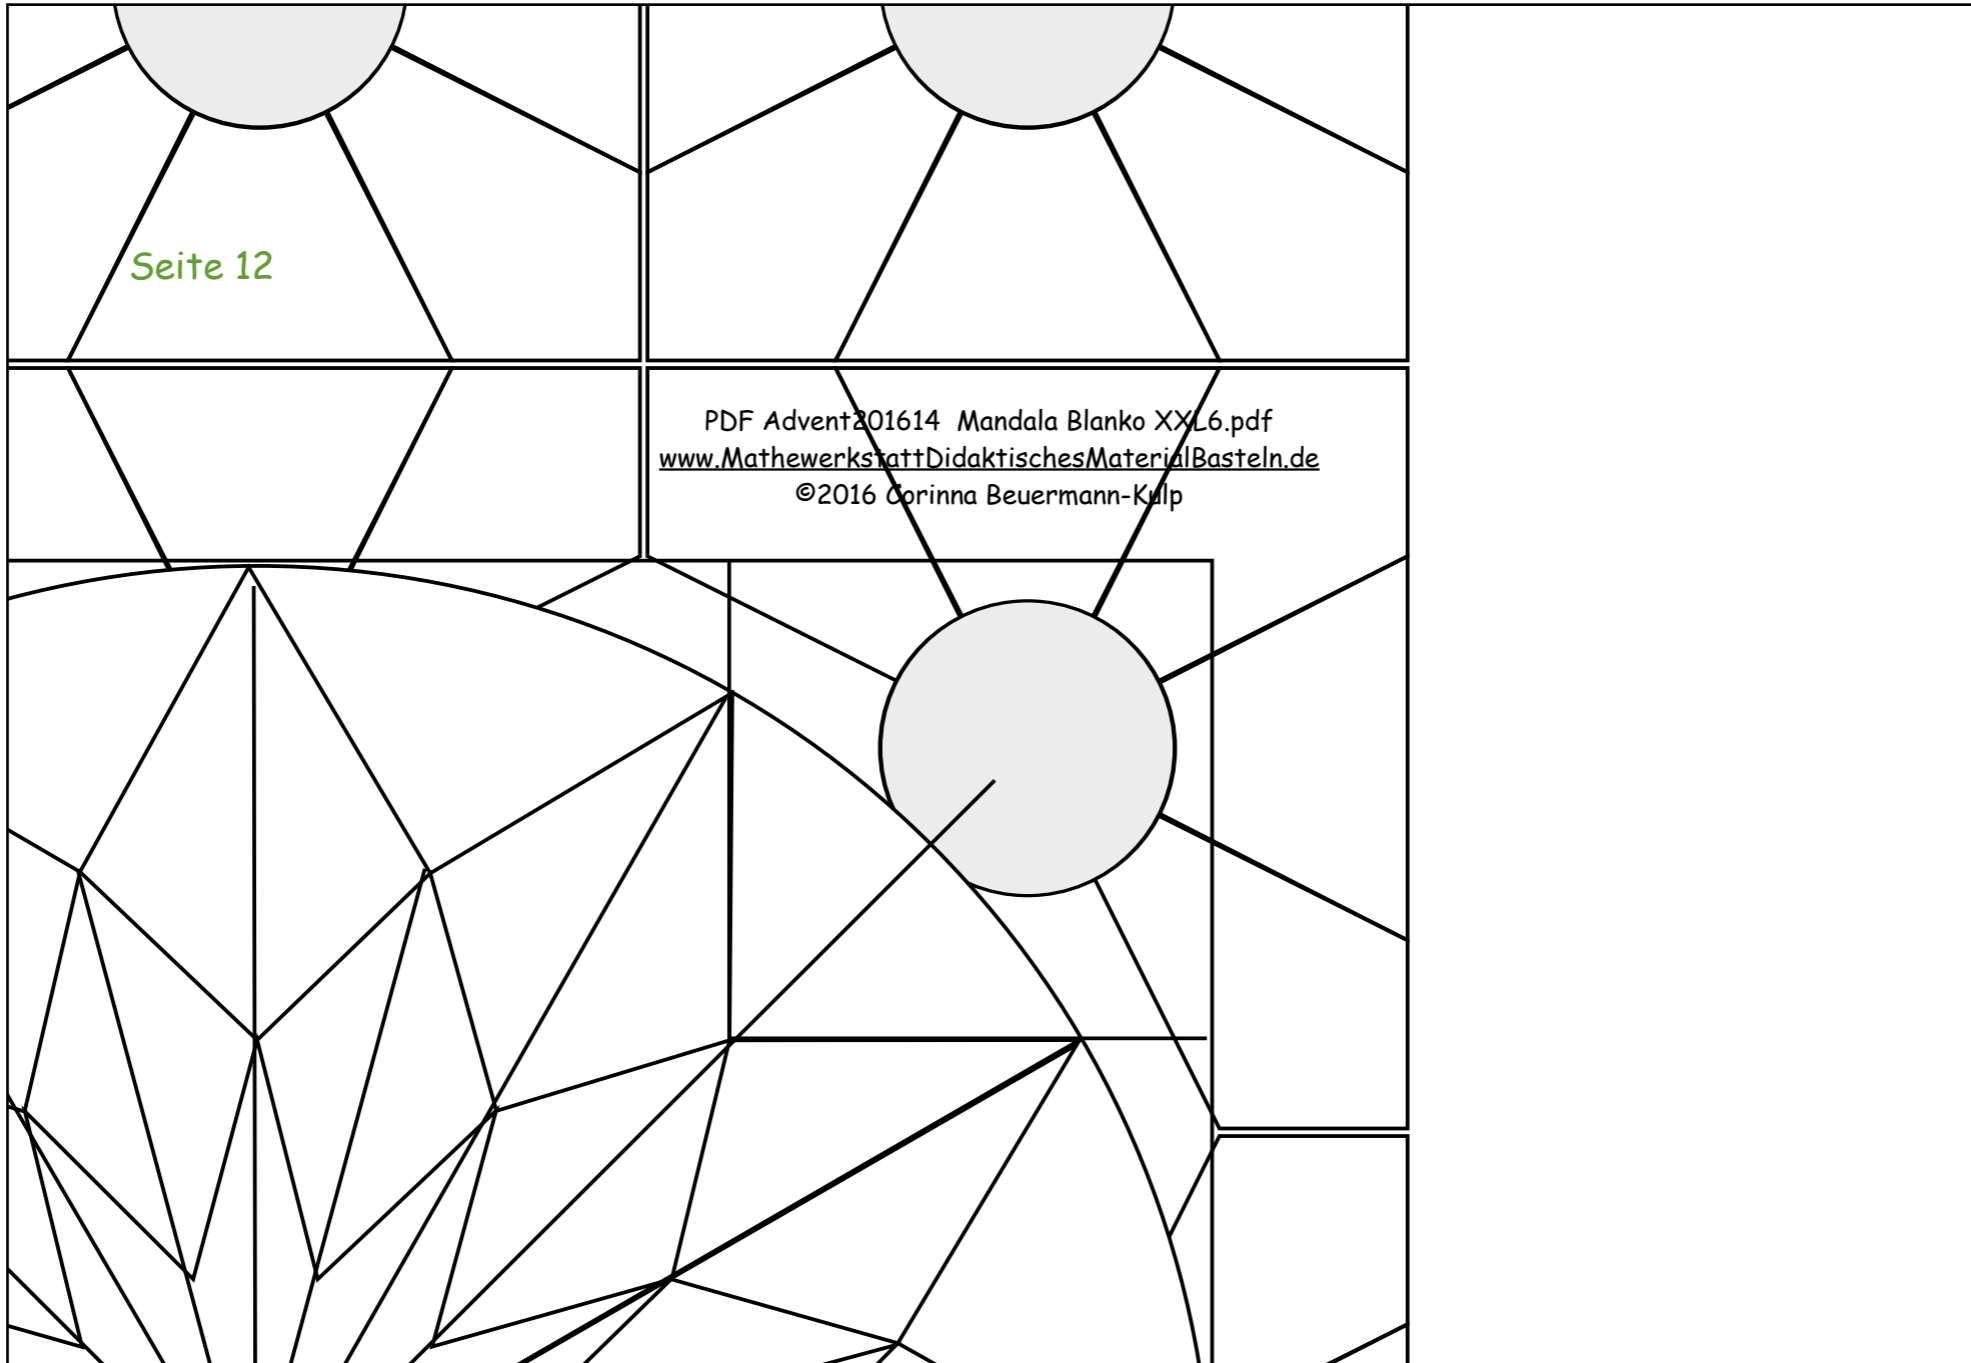 Seite 12
PDF Advent201614  Mandala Blanko XXL6.pdf
www.MathewerkstattDidaktischesMaterialBasteln.de
©2016 Corinna Beuermann-Kulp